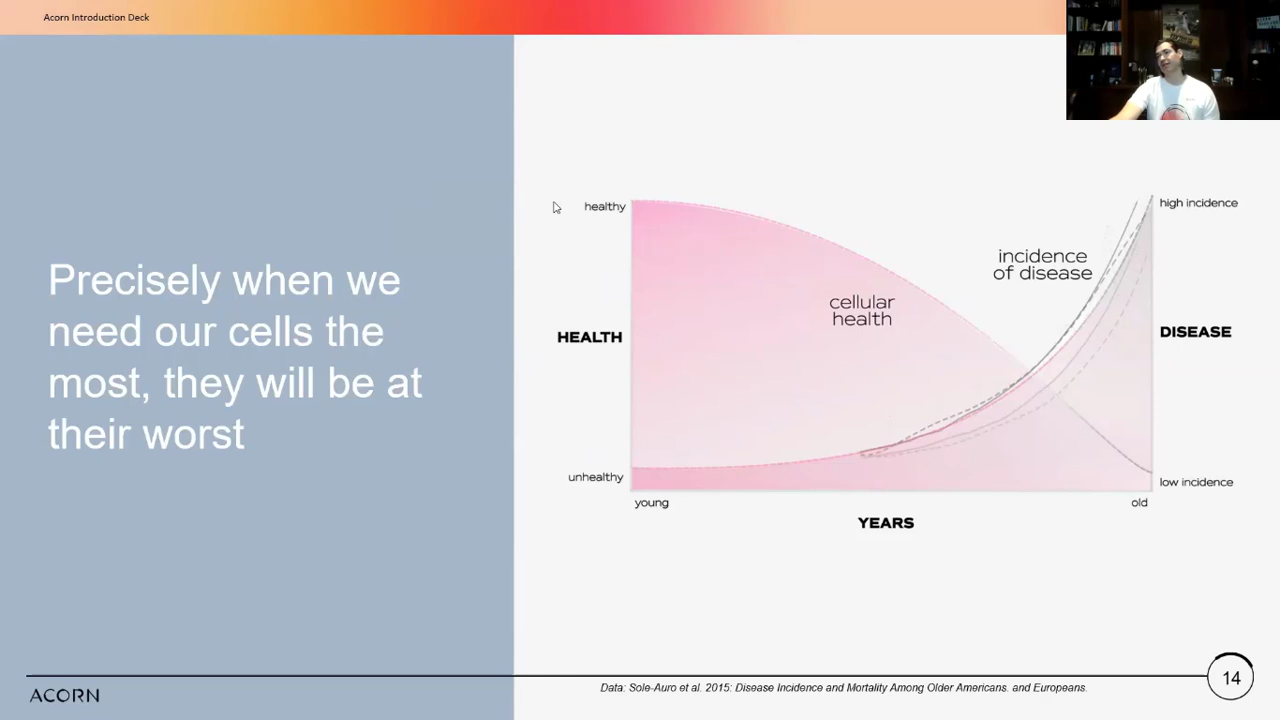 Acorn Introduction Deck
Precisely when we
need our cells the
most, they will be at
their worst
healthy
HEALTH
unhealthy
cellular
health
incidence
of disease
high incidence
DISEASE
low incidence
young
old
YEARS
Data: Sole-Auro et al. 2015: Disease Incidence and Mortality Among Older Americans. and Europeans.
ACORN
14